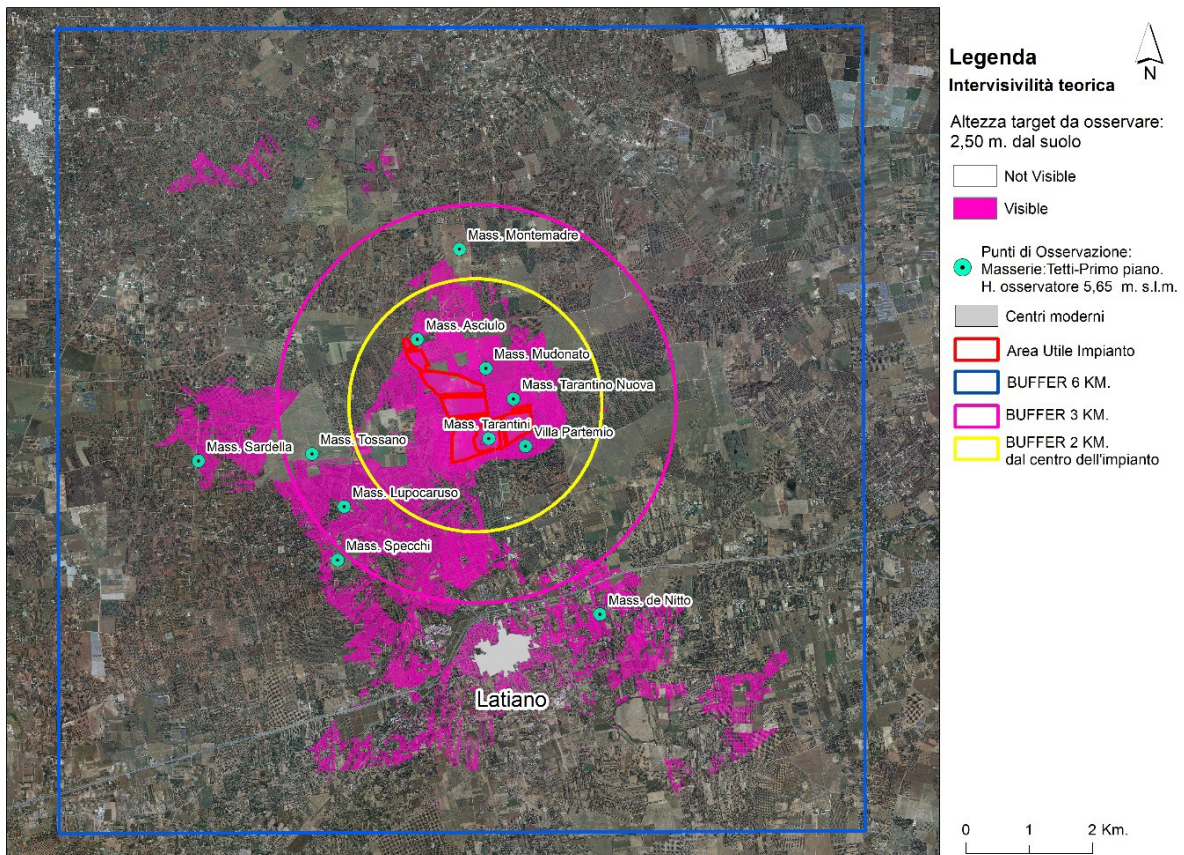 Legenda
Intervisività teorica
N
Altezza target da osservare:
2,50 m. dal suolo
Not Visible
Visible
Punti di Osservazione:
Masserie:Tetti-Primo piano.
H. osservatore 5,65 m. s.l.m.
Centri moderni
Area Utile Impianto
BUFFER 6 KM.
BUFFER 3 KM.
BUFFER 2 KM.
dal centro dell'impianto
0 1 2 Km.
Mass. Montemadre
Mass. Asciulo
Mass. Mudonato
Mass. Tarantino Nuova
Mass. Tarantini
Villa Partemio
Mass. Tossano
Mass. Sardella
Mass. Lupocaruso
Mass. Specchi
Mass. de Nitto
Latiano